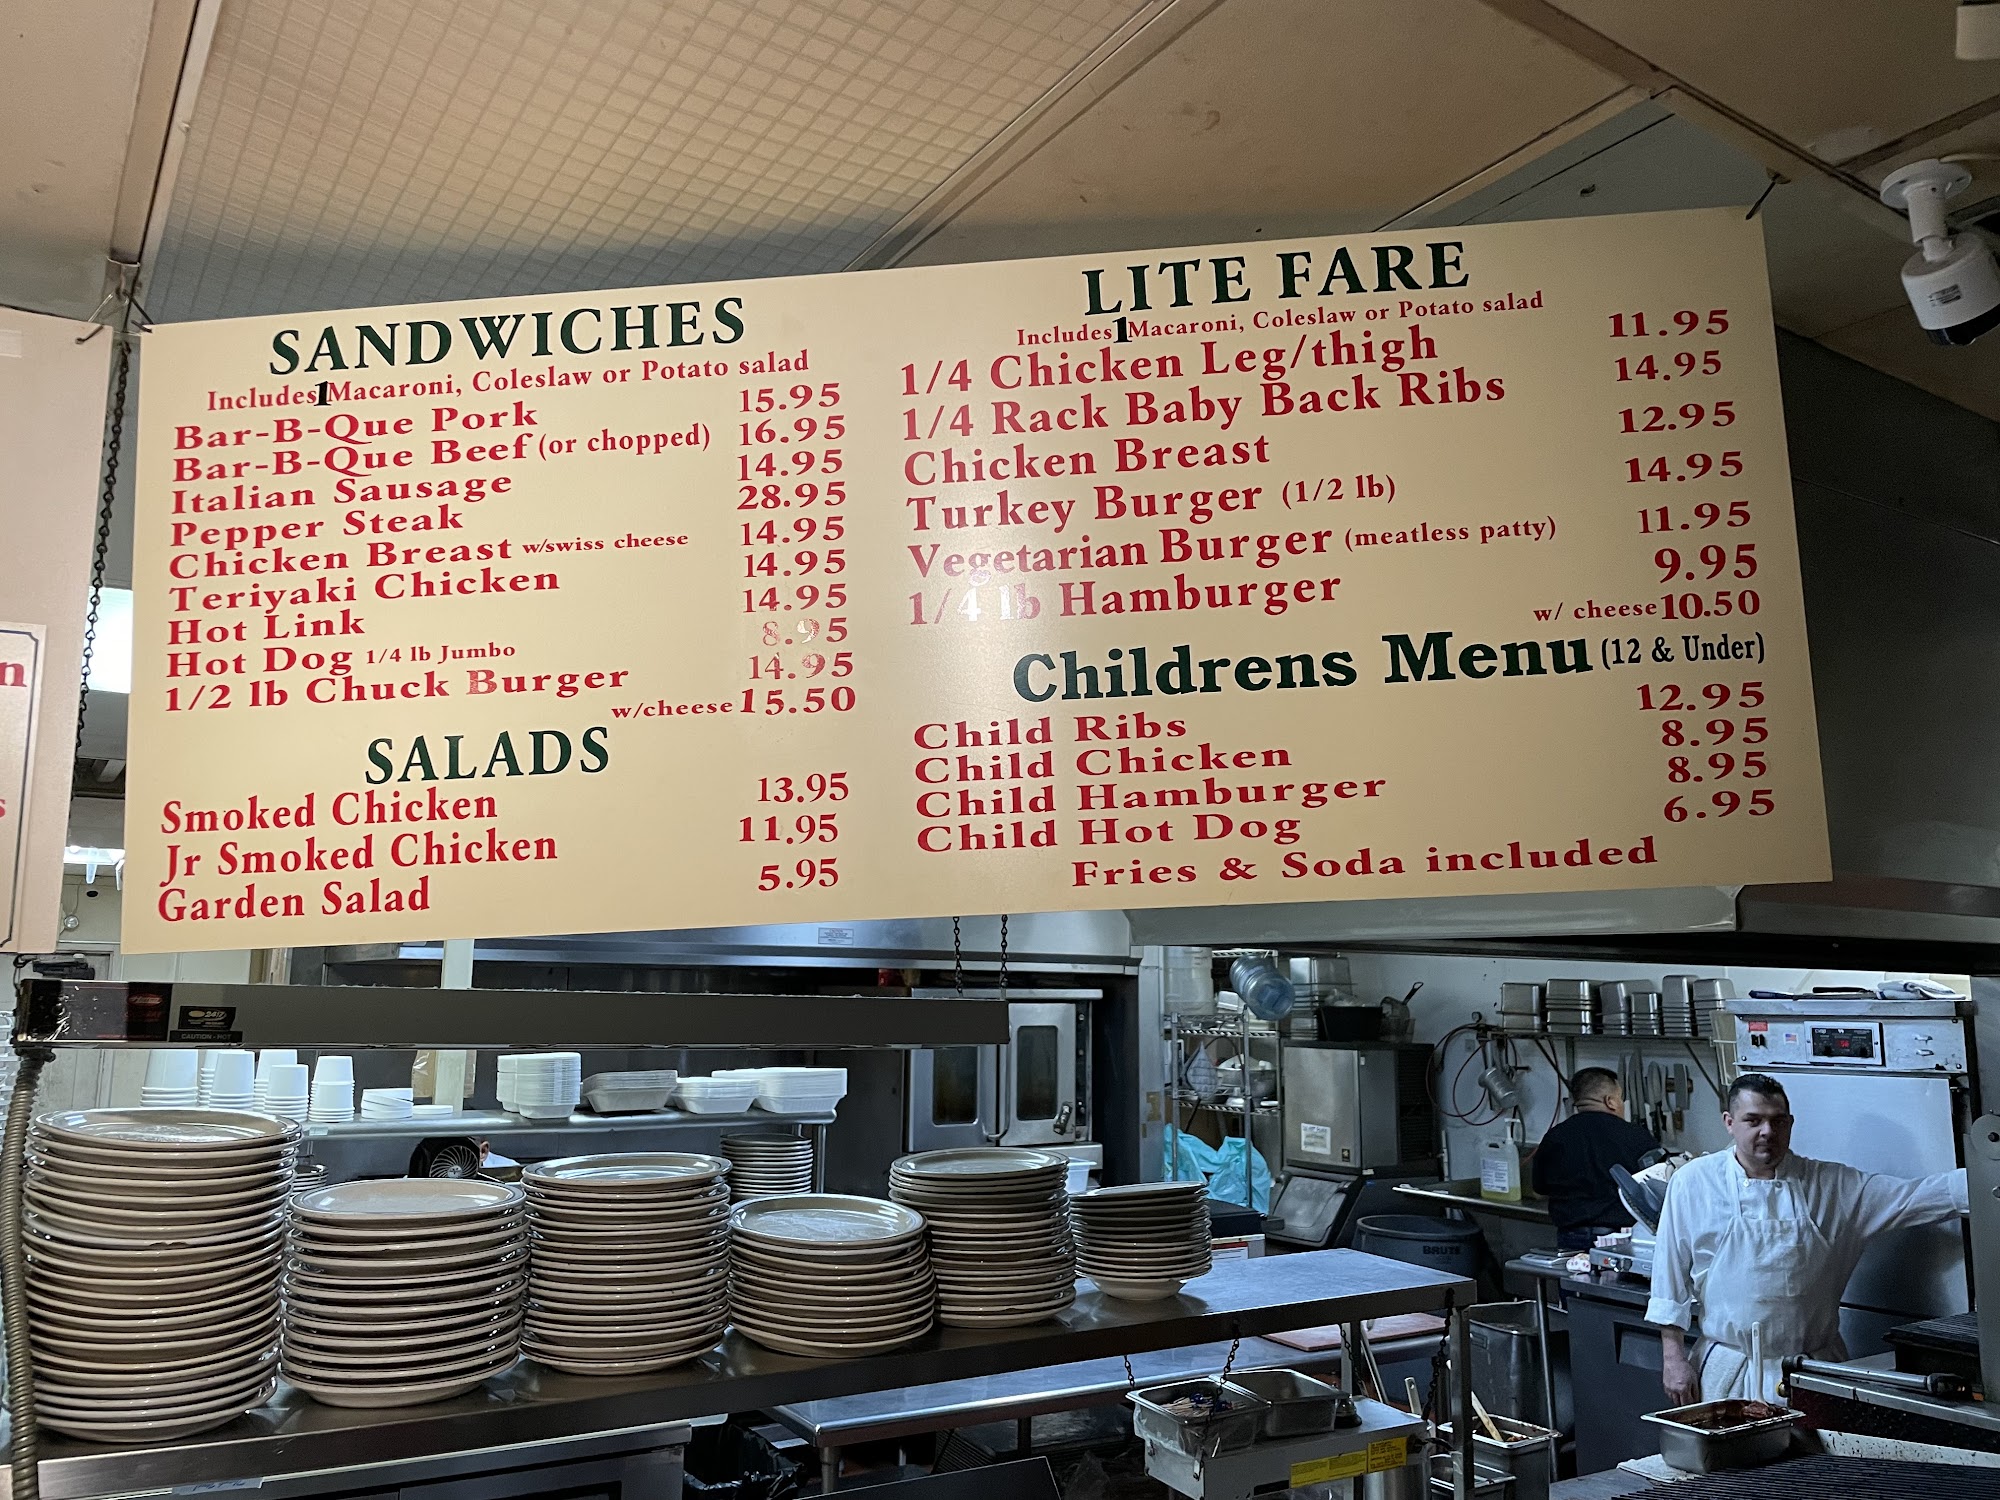 SANDWICHES
Includes 1 Macaroni, Coleslaw or Potato salad
Bar-B-Que Pork 15.95
Bar-B-Que Beef (or chopped) 16.95
Italian Sausage 14.95
Pepper Steak 28.95
Chicken Breast w/swiss cheese 14.95
Teriyaki Chicken 14.95
Hot Link 14.95
Hot Dog 1/4 lb Jumbo 8.95
1/2 lb Chuck Burger 14.95
w/cheese 15.50
SALADS
Smoked Chicken 13.95
Jr Smoked Chicken 11.95
Garden Salad 5.95
LITE FARE
Includes 1 Macaroni, Coleslaw or Potato salad
1/4 Chicken Leg/thigh 11.95
1/4 Rack Baby Back Ribs 14.95
Chicken Breast 12.95
Turkey Burger (1/2 lb) 14.95
Vegetarian Burger (meatless patty) 11.95
1/4 lb Hamburger 9.95
w/ cheese 10.50
Childrens Menu (12 & Under)
Child Ribs 12.95
Child Chicken 8.95
Child Hamburger 8.95
Child Hot Dog 6.95
Fries & Soda included
n
s
24/7
CAUTION - HOT
BRUTE